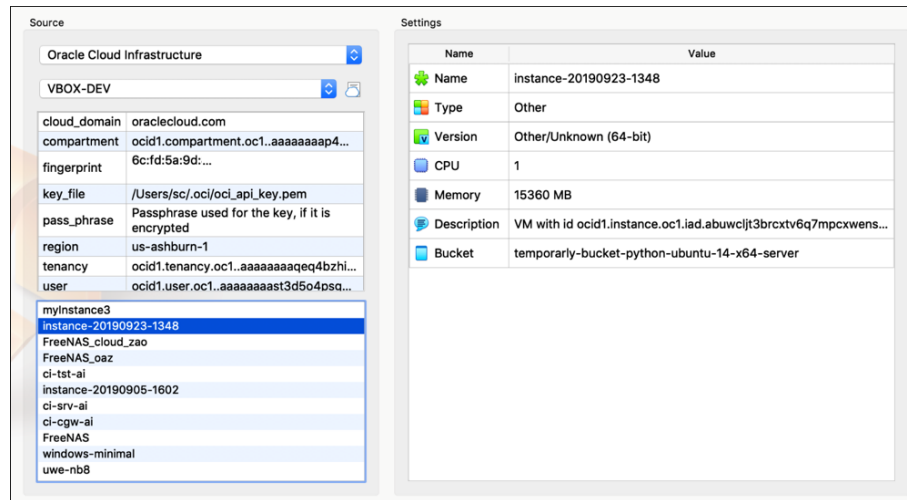 Source
Oracle Cloud Infrastructure
VBOX-DEV
cloud_domain oraclecloud.com
compartment ocid1.compartment.oc1..aaaaaaaap4...
fingerprint 6c:fd:5a:9d:...
key_file /Users/sc/.oci/oci_api_key.pem
pass_phrase Passphrase used for the key, if it is
encrypted
region us-ashburn-1
tenancy ocid1.tenancy.oc1..aaaaaaaaqeq4bzhi...
user ocid1.user.oc1..aaaaaaaast3d5o4psq...
myInstance3
instance-20190923-1348
FreeNAS_cloud_zao
FreeNAS_oaz
ci-tst-ai
instance-20190905-1602
ci-srv-ai
ci-cgw-ai
FreeNAS
windows-minimal
uwe-nb8
Settings
Name Value
Name instance-20190923-1348
Type Other
Version Other/Unknown (64-bit)
CPU 1
Memory 15360 MB
Description VM with id ocid1.instance.oc1.iad.abuwcljt3brcxtv6q7mpcxwens...
Bucket temporarly-bucket-python-ubuntu-14-x64-server